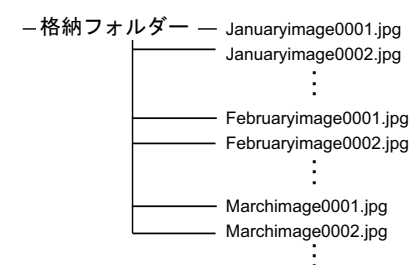 格納フォルダー
Januaryimage0001.jpg
Januaryimage0002.jpg
Februaryimage0001.jpg
Februaryimage0002.jpg
Marchimage0001.jpg
Marchimage0002.jpg